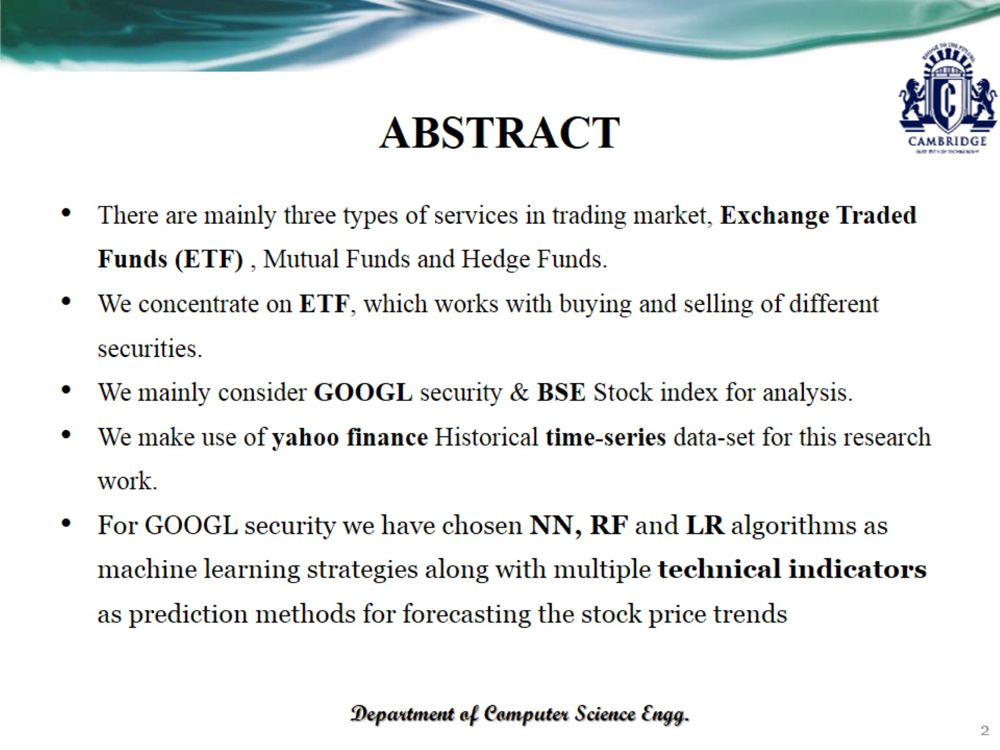 CAMBRIDGE
ABSTRACT
• There are mainly three types of services in trading market, Exchange Traded
Funds (ETF) , Mutual Funds and Hedge Funds.
• We concentrate on ETF, which works with buying and selling of different
securities.
• We mainly consider GOOGL security & BSE Stock index for analysis.
• We make use of yahoo finance Historical time-series data-set for this research
work.
• For GOOGL security we have chosen NN, RF and LR algorithms as
machine learning strategies along with multiple technical indicators
as prediction methods for forecasting the stock price trends
Department of Computer Science Engg.
2